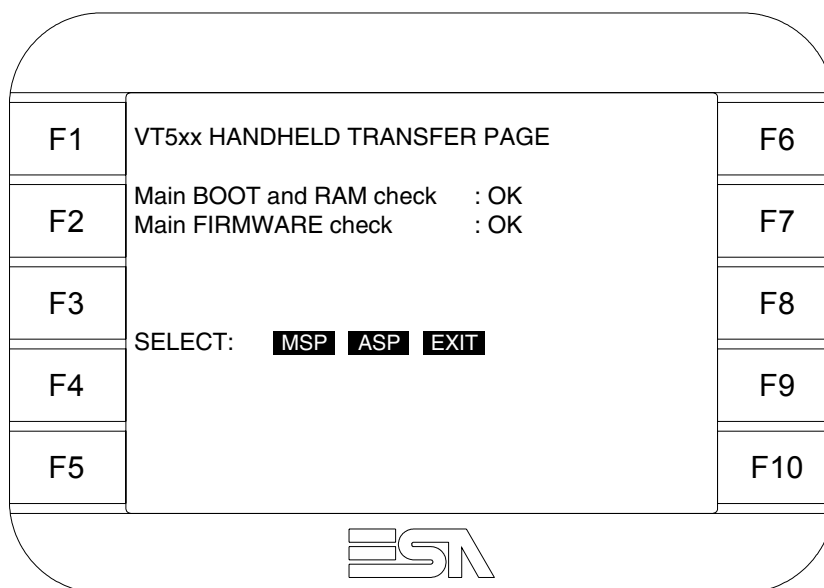 VT5xx HANDHELD TRANSFER PAGE
Main BOOT and RAM check : OK
Main FIRMWARE check : OK
SELECT: MSP ASP EXIT
F1
F2
F3
F4
F5
F6
F7
F8
F9
F10
ESA